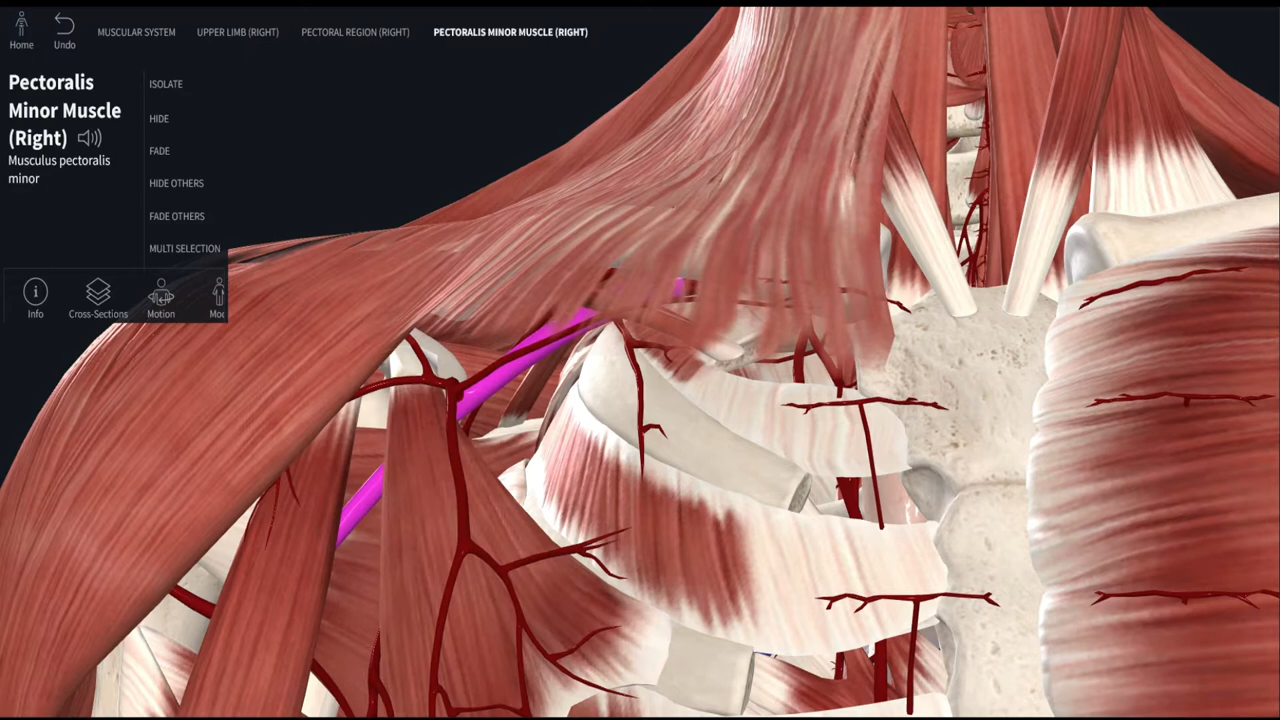 Home
Undo
MUSCULAR SYSTEM
UPPER LIMB (RIGHT)
PECTORAL REGION (RIGHT)
PECTORALIS MINOR MUSCLE (RIGHT)
Pectoralis
Minor Muscle
(Right)
Musculus pectoralis
minor
ISOLATE
HIDE
FADE
HIDE OTHERS
FADE OTHERS
MULTI SELECTION
Info
Cross-Sections
Motion